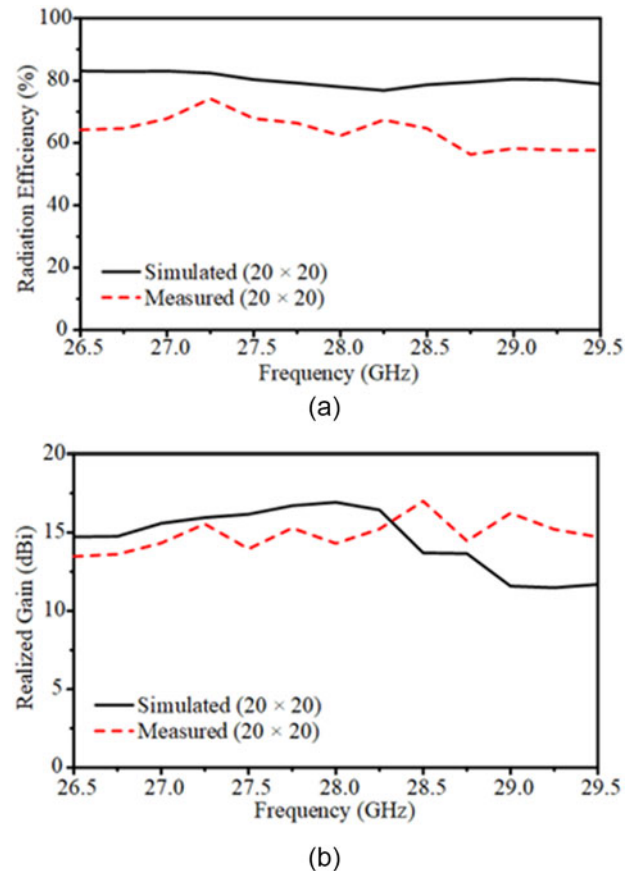 100
80
60
40
20
0
Radiation Efficiency (%)
Simulated (20 × 20)
Measured (20 × 20)
26.5 27.0 27.5 28.0 28.5 29.0 29.5
Frequency (GHz)
(a)
20
15
10
5
0
Realized Gain (dBi)
Simulated (20 × 20)
Measured (20 × 20)
26.5 27.0 27.5 28.0 28.5 29.0 29.5
Frequency (GHz)
(b)